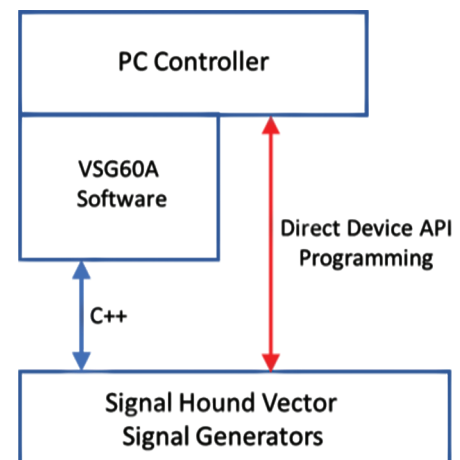 PC Controller
VSG60A
Software
Direct Device API
Programming
C++
Signal Hound Vector
Signal Generators